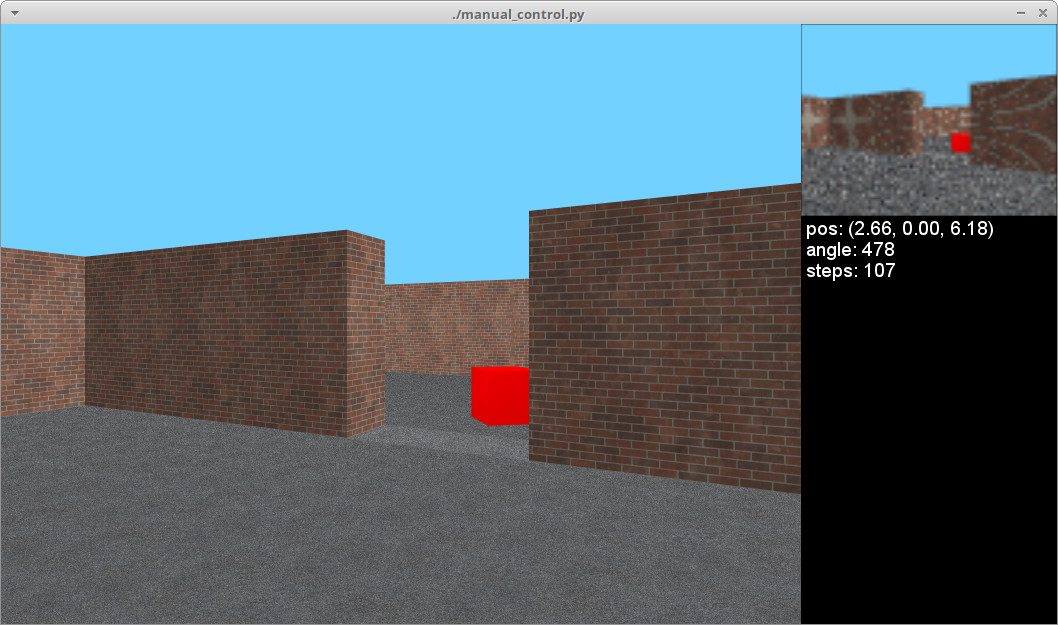 ./manual_control.py
pos: (2.66, 0.00, 6.18)
angle: 478
steps: 107